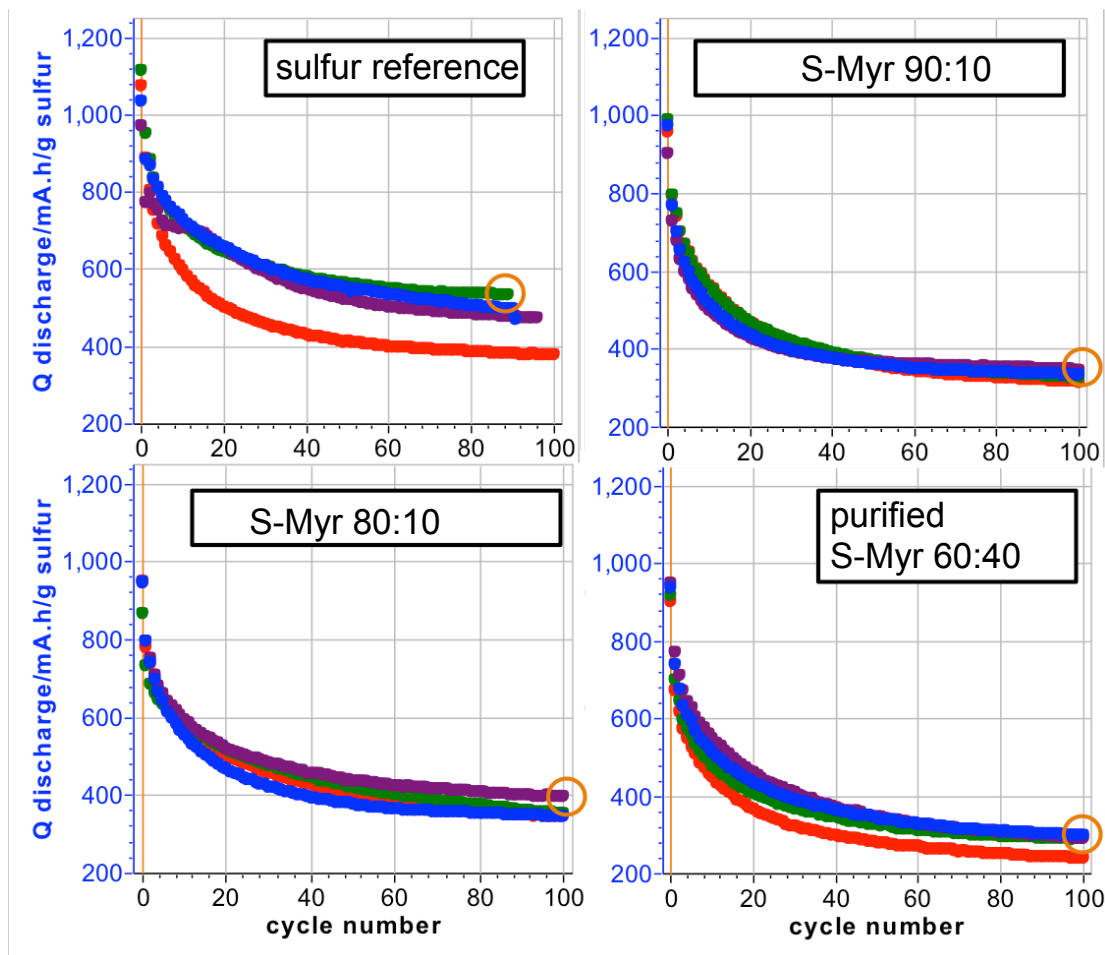 Q discharge/mA.h/g sulfur
1,200
1,000
800
600
400
200
0 20 40 60 80 100
sulfur reference
1,200
1,000
800
600
400
200
0 20 40 60 80 100
S-Myr 90:10
Q discharge/mA.h/g sulfur
1,200
1,000
800
600
400
200
0 20 40 60 80 100
cycle number
S-Myr 80:10
1,200
1,000
800
600
400
200
0 20 40 60 80 100
cycle number
purified
S-Myr 60:40